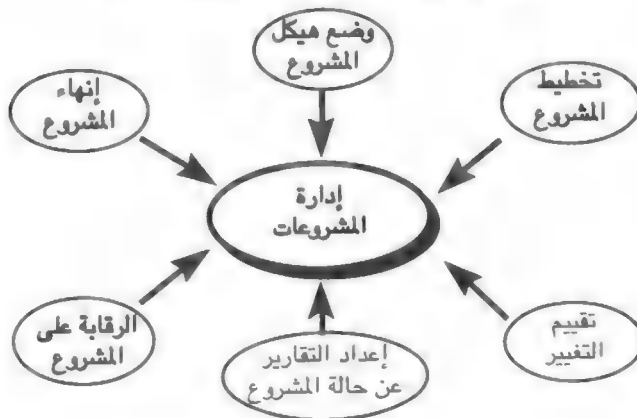 وضع هيكل
المشروع
تخطيط
المشروع
إنهاء
المشروع
إدارة
المشروعات
تقييم
التغيير
إعداد التقارير
عن حالة المشروع
الرقابة على
المشروع